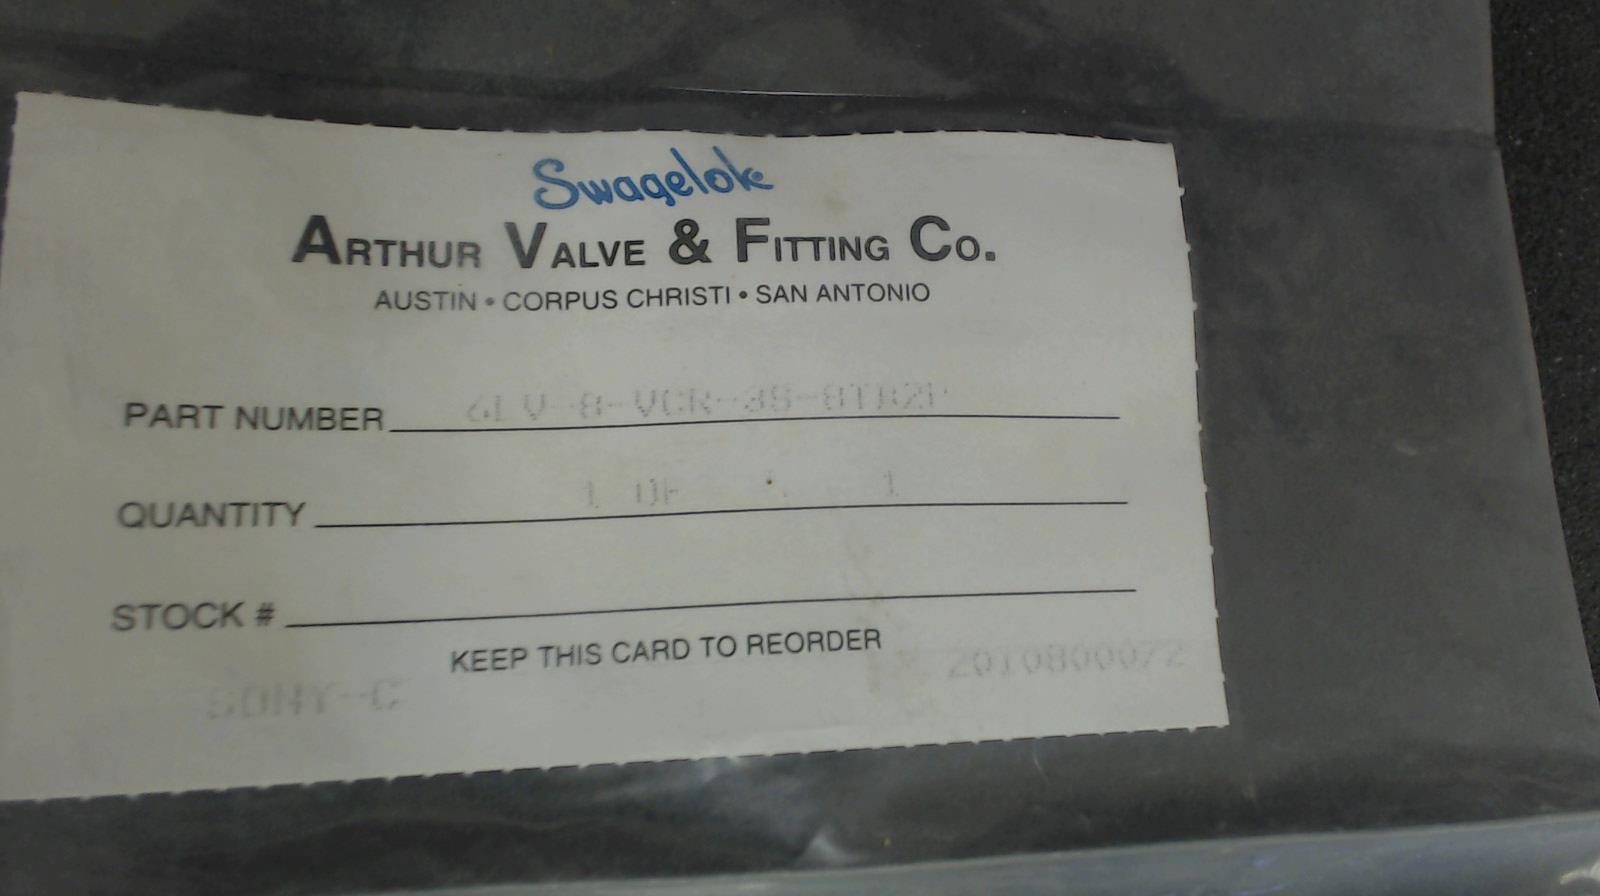 Swagelok
ARTHUR VALVE & FITTING CO.
AUSTIN • CORPUS CHRISTI • SAN ANTONIO
PART NUMBER 6LV-8-VCR-3S-8TB2P
QUANTITY 1 OF 1
STOCK #
KEEP THIS CARD TO REORDER
SONY-C 2010800072